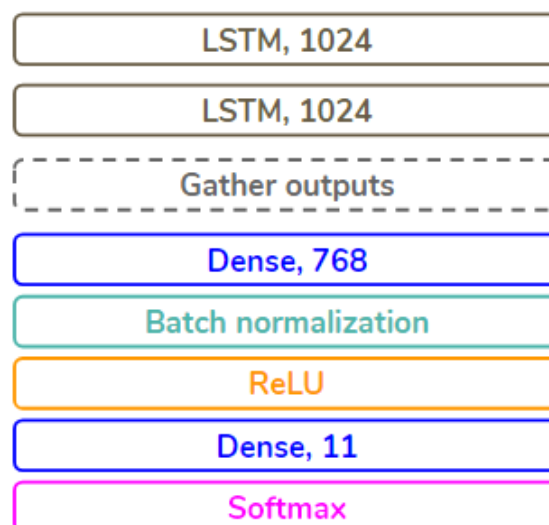 LSTM, 1024
LSTM, 1024
Gather outputs
Dense, 768
Batch normalization
ReLU
Dense, 11
Softmax